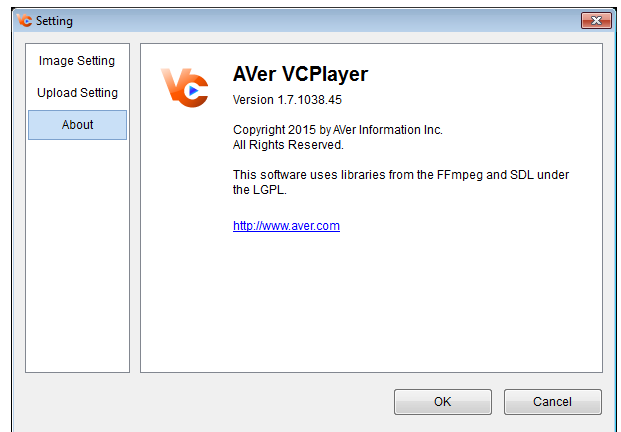 Setting
Image Setting
Upload Setting
About
VC
AVer VCPlayer
Version 1.7.1038.45
Copyright 2015 by AVer Information Inc.
All Rights Reserved.
This software uses libraries from the FFmpeg and SDL under
the LGPL.
http://www.aver.com
OK
Cancel